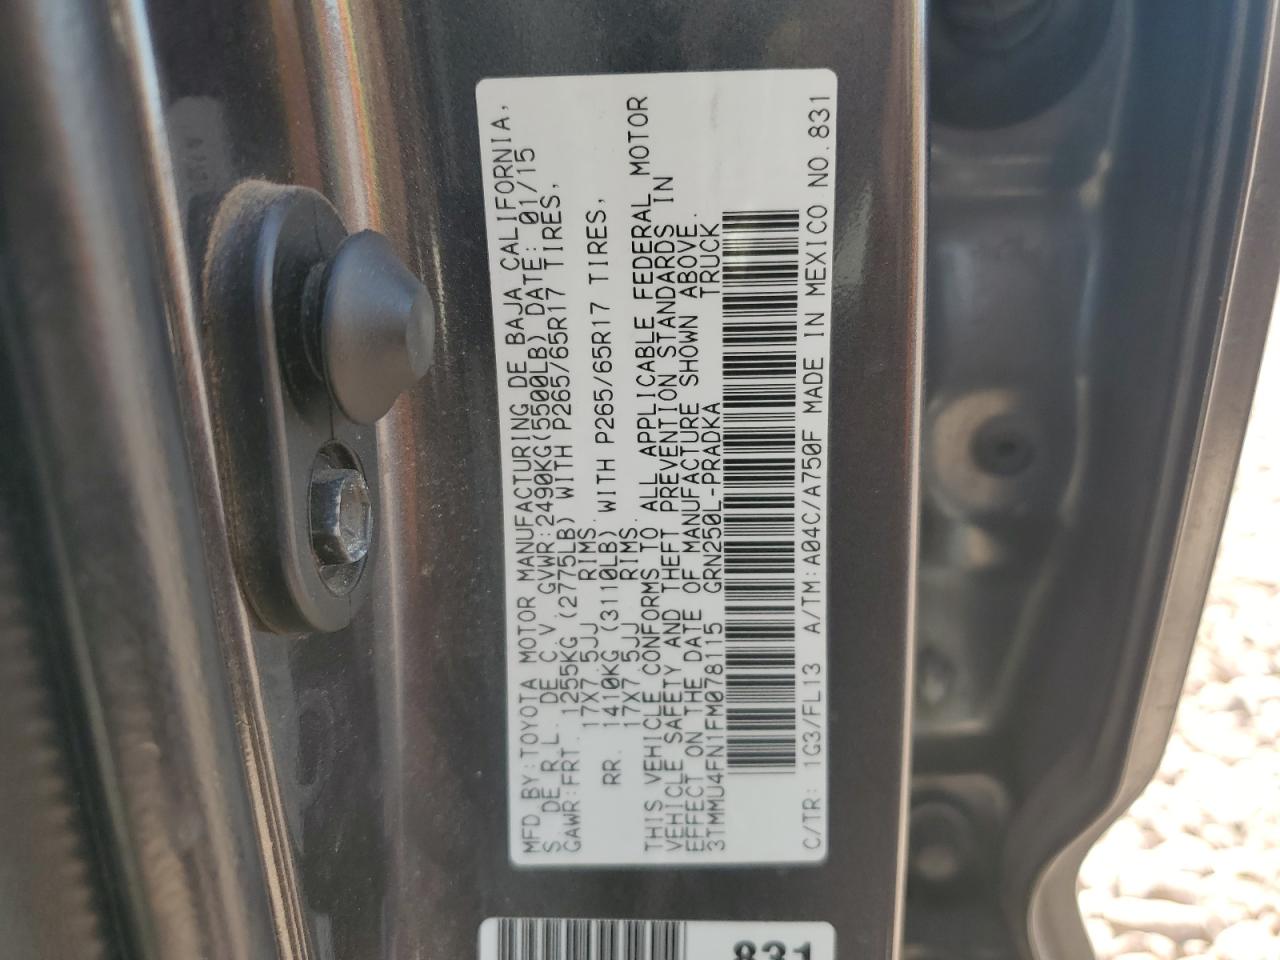 MFD BY:TOYOTA MOTOR MANUFACTURING DE BAJA CALIFORNIA,
S. DE R.L. DE C.V. GVWR:2490KG(5500LB) DATE: 01/15
GAWR:FRT. 1255KG (2775LB) WITH P265/65R17 TIRES,
17X7.5JJ RIMS.
RR. 1410KG (3110LB) WITH P265/65R17 TIRES,
17X7.5JJ RIMS.
THIS VEHICLE CONFORMS TO ALL APPLICABLE FEDERAL MOTOR
VEHICLE SAFETY AND THEFT PREVENTION STANDARDS IN
EFFECT ON THE DATE OF MANUFACTURE SHOWN ABOVE.
3TMMU4FN1FM078115 GRN250L-PRADKA TRUCK
C/TR: 1G3/FL13 A/TM:A04C/A750F MADE IN MEXICO NO.831
831